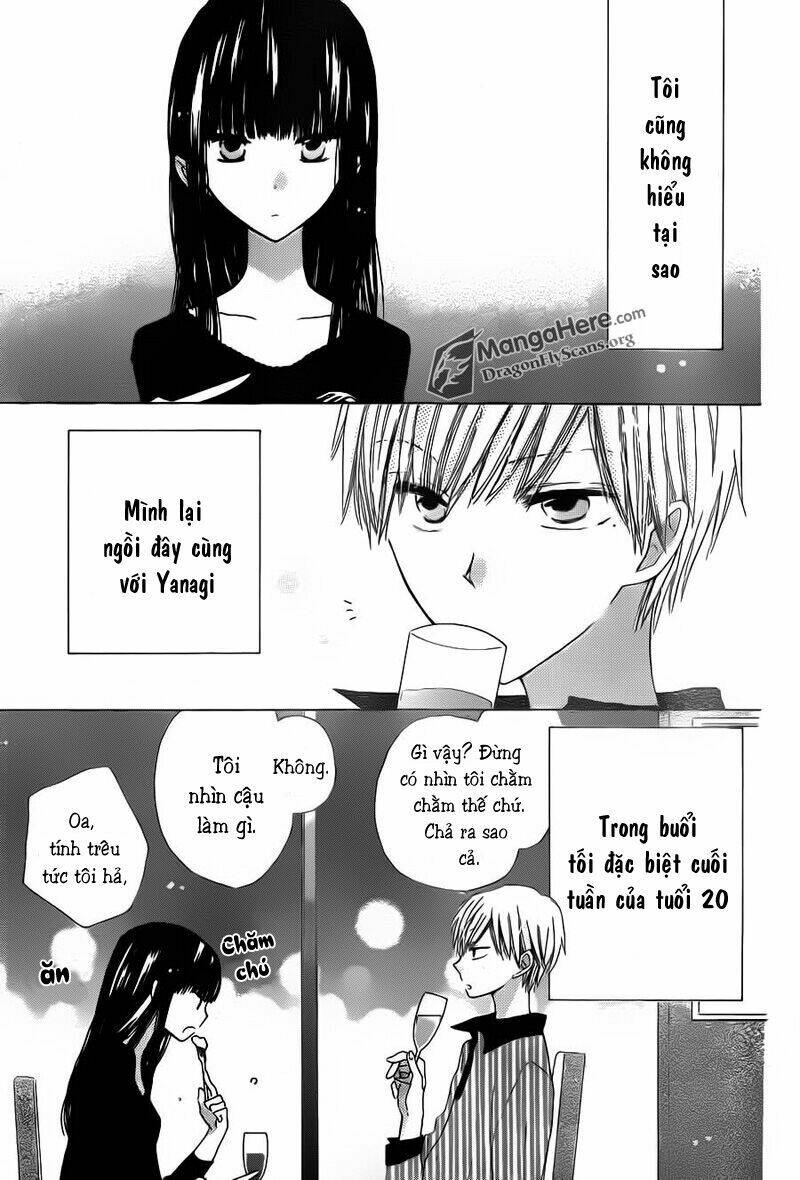 Tôi
cũng
không
hiểu
tại
sao
MangaHere.com
DragonFlyScans.org
Mình lại
ngồi đây cùng
với Yanagi
Trong buổi
tối đặc biệt cuối
tuần của tuổi 20
Gì vậy? Đừng
có nhìn tôi chằm
chằm thế chứ.
Chả ra sao
cả.
Không.
Tôi
nhìn cậu
làm gì.
Oa,
tính trêu
tức tôi hả,
Chăm
chú
ăn